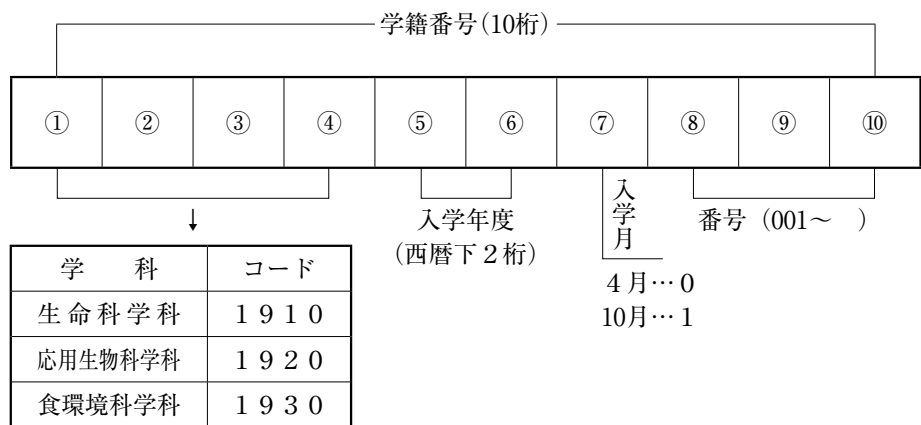 学籍番号(10桁)
① ② ③ ④ ⑤ ⑥ ⑦ ⑧ ⑨ ⑩
↓
入学年度
(西暦下2桁)
入学月
4月…0
10月…1
番号 (001～ )
学 科 コード
生命科学科 1910
応用生物科学科 1920
食環境科学科 1930